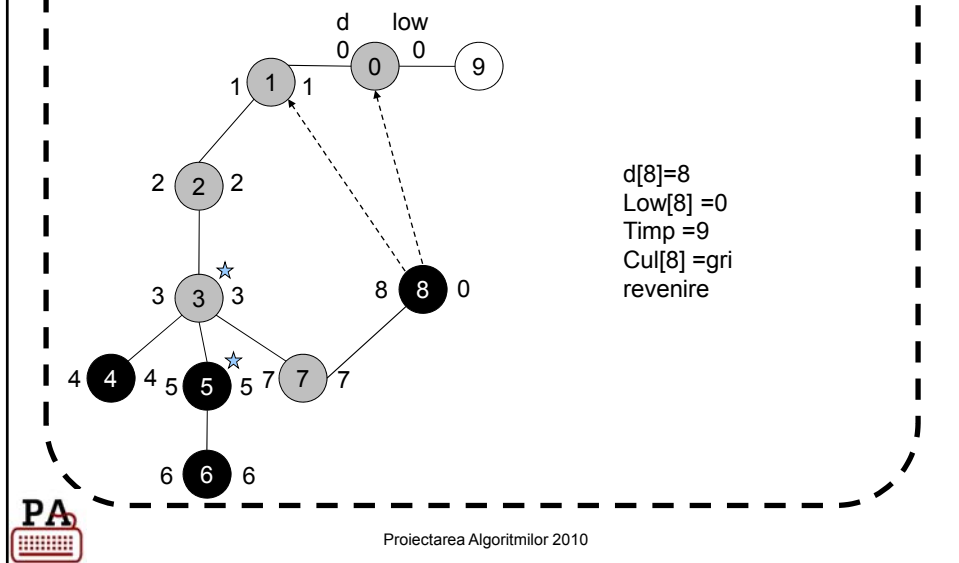 d low
0 0 0 9
1 1 1
2 2 2
3 3 3
8 8 0
4 4 4 5 5 5 7 7 7
6 6 6
d[8]=8
Low[8] =0
Timp =9
Cul[8] =gri
revenire
PA
Proiectarea Algoritmilor 2010